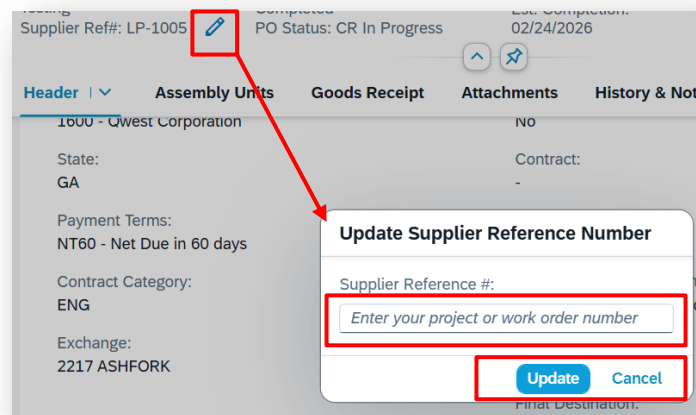 Testing Completed Est. Completion:
Supplier Ref#: LP-1005 PO Status: CR In Progress 02/24/2026
Header Assembly Units Goods Receipt Attachments History & Not
1600 - Qwest Corporation No
State: Contract:
GA -
Payment Terms:
NT60 - Net Due in 60 days
Contract Category:
ENG
Exchange:
2217 ASHFORK
Update Supplier Reference Number
Supplier Reference #:
Enter your project or work order number
Update Cancel
Final Destination: